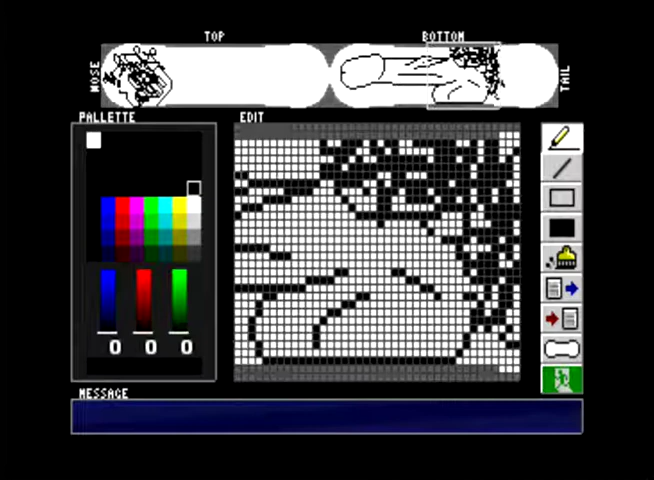 TOP
BOTTOM
NOSE
TAIL
PALLETTE
EDIT
0 0 0
MESSAGE